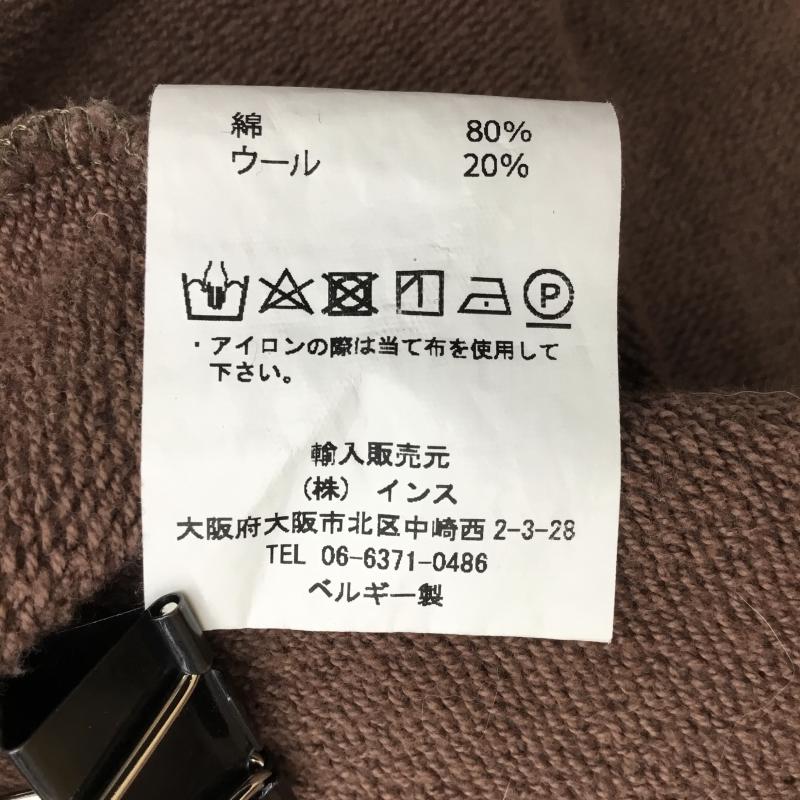 綿 80%
ウール 20%
P
・アイロンの際は当て布を使用して
下さい。
輸入販売元
(株) インス
大阪府大阪市北区中崎西 2-3-28
TEL 06-6371-0486
ベルギー製